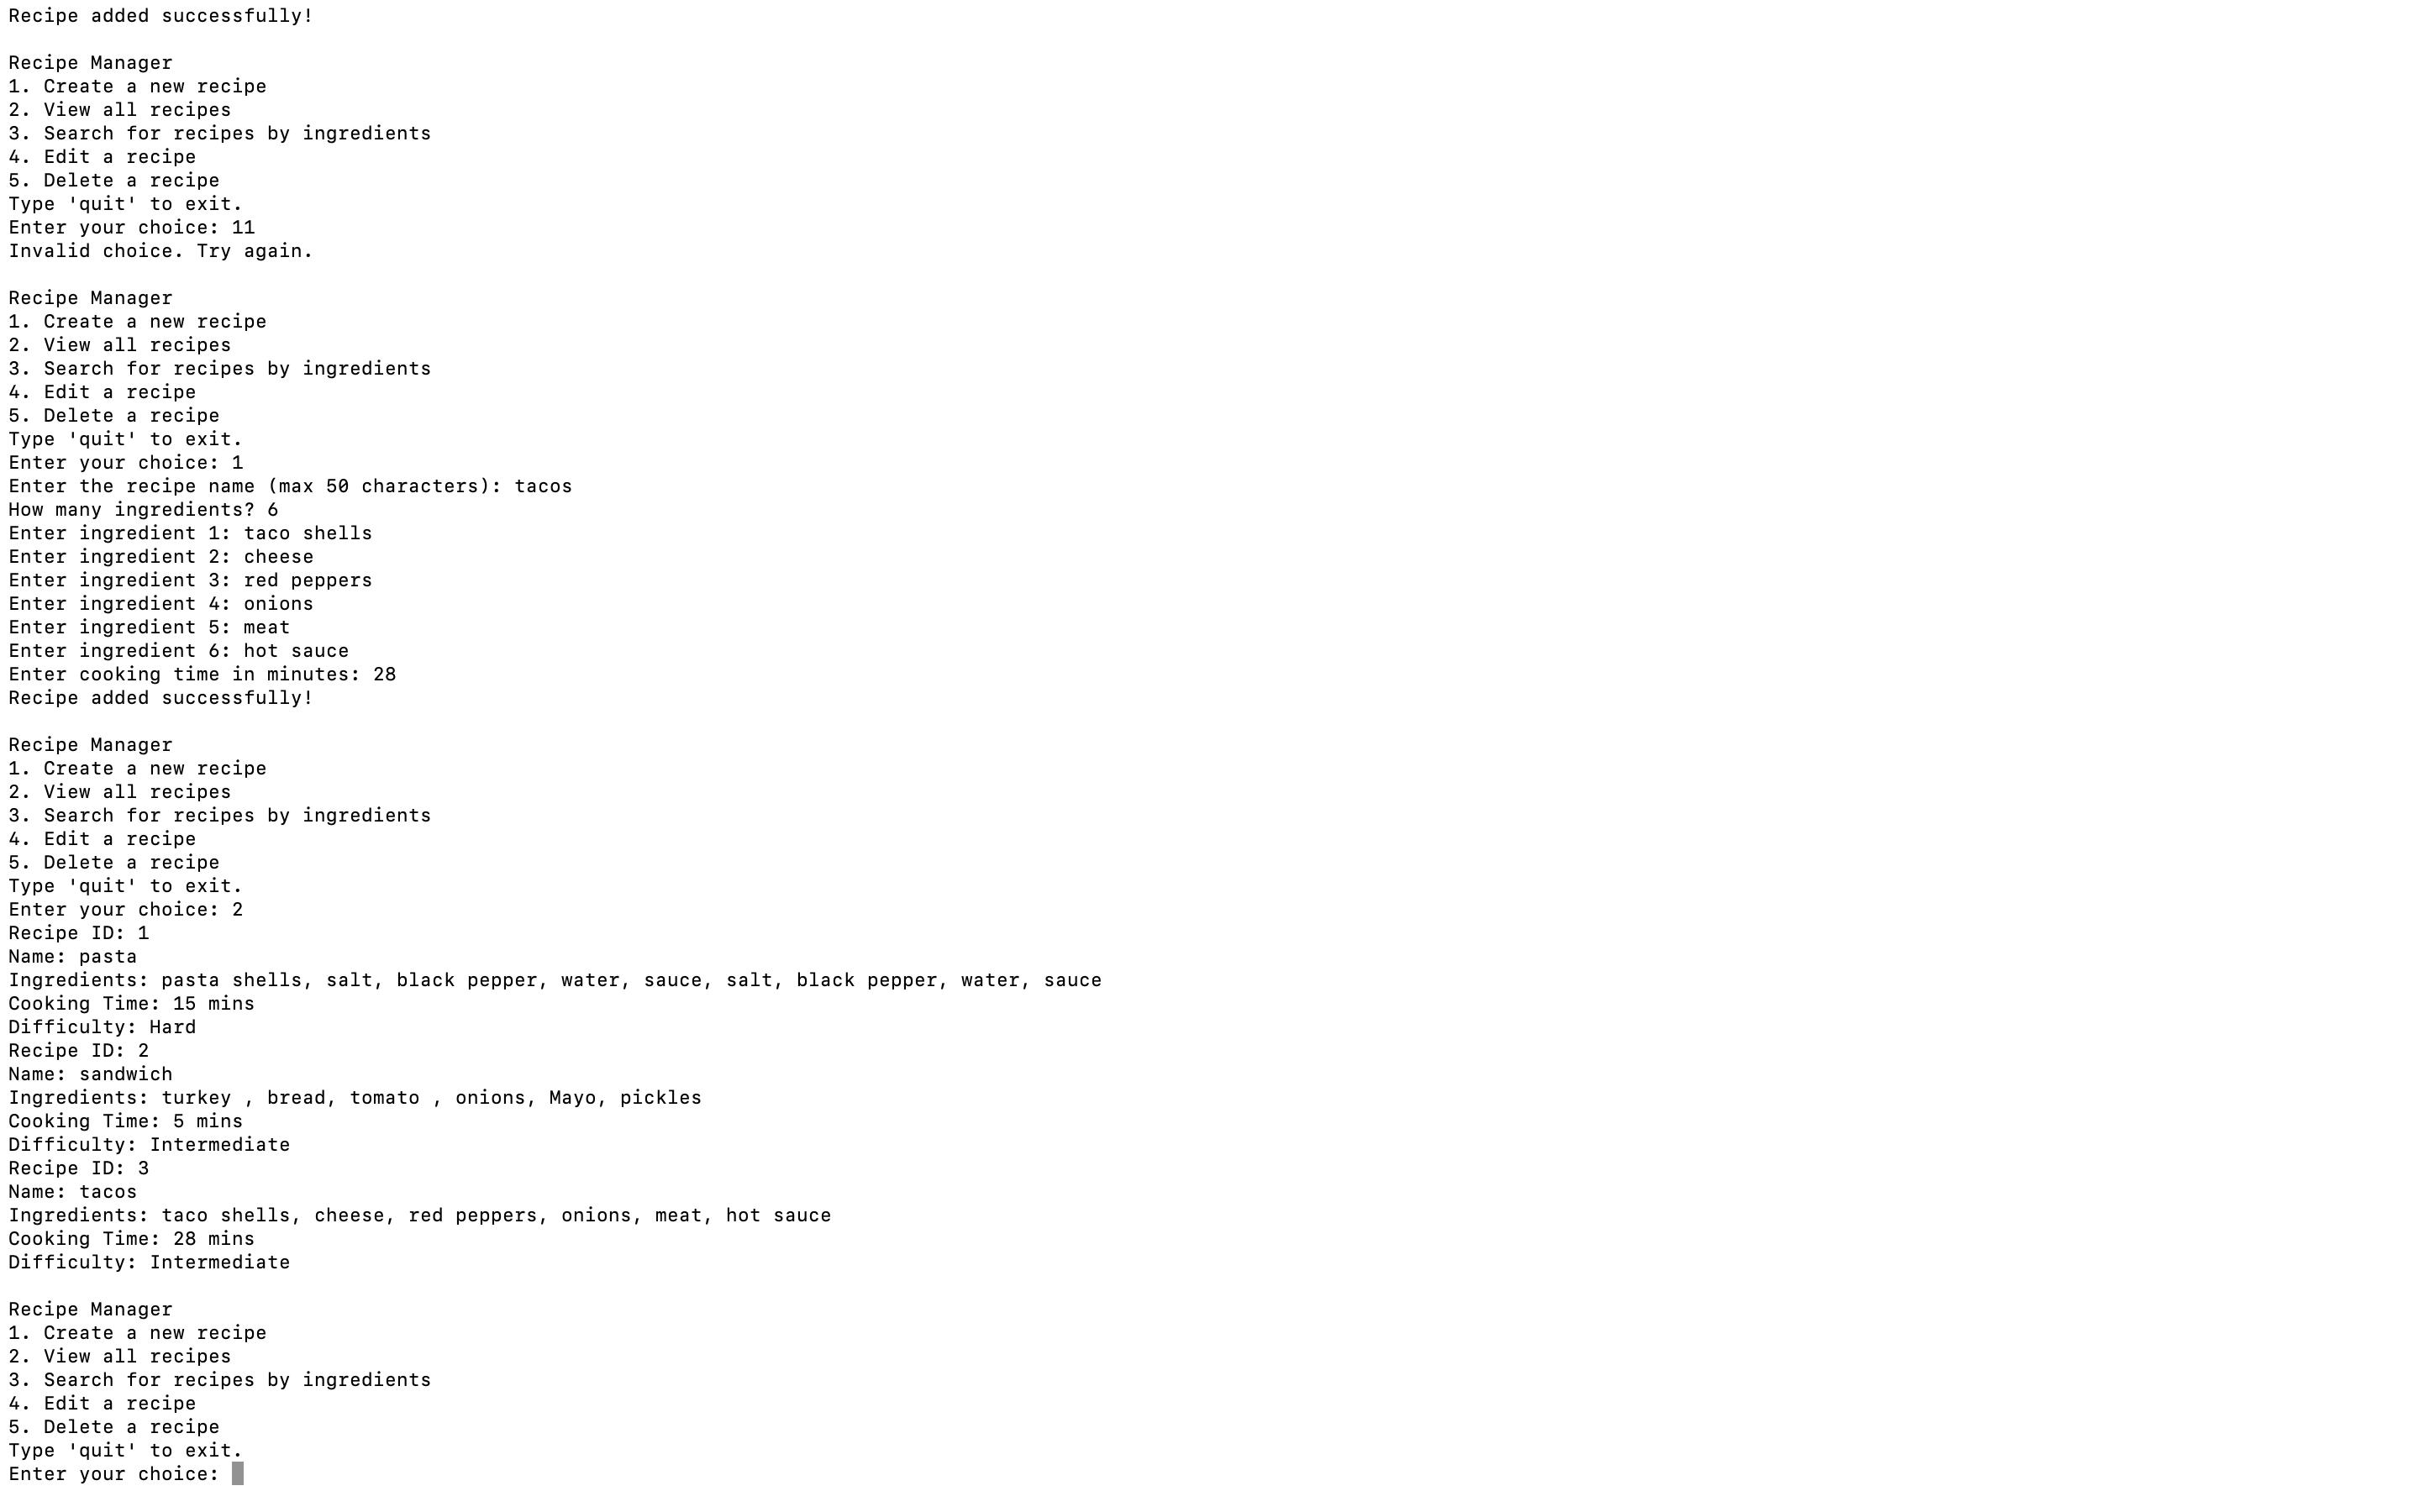 Recipe added successfully!
Recipe Manager
1. Create a new recipe
2. View all recipes
3. Search for recipes by ingredients
4. Edit a recipe
5. Delete a recipe
Type 'quit' to exit.
Enter your choice: 11
Invalid choice. Try again.
Recipe Manager
1. Create a new recipe
2. View all recipes
3. Search for recipes by ingredients
4. Edit a recipe
5. Delete a recipe
Type 'quit' to exit.
Enter your choice: 1
Enter the recipe name (max 50 characters): tacos
How many ingredients? 6
Enter ingredient 1: taco shells
Enter ingredient 2: cheese
Enter ingredient 3: red peppers
Enter ingredient 4: onions
Enter ingredient 5: meat
Enter ingredient 6: hot sauce
Enter cooking time in minutes: 28
Recipe added successfully!
Recipe Manager
1. Create a new recipe
2. View all recipes
3. Search for recipes by ingredients
4. Edit a recipe
5. Delete a recipe
Type 'quit' to exit.
Enter your choice: 2
Recipe ID: 1
Name: pasta
Ingredients: pasta shells, salt, black pepper, water, sauce, salt, black pepper, water, sauce
Cooking Time: 15 mins
Difficulty: Hard
Recipe ID: 2
Name: sandwich
Ingredients: turkey , bread, tomato , onions, Mayo, pickles
Cooking Time: 5 mins
Difficulty: Intermediate
Recipe ID: 3
Name: tacos
Ingredients: taco shells, cheese, red peppers, onions, meat, hot sauce
Cooking Time: 28 mins
Difficulty: Intermediate
Recipe Manager
1. Create a new recipe
2. View all recipes
3. Search for recipes by ingredients
4. Edit a recipe
5. Delete a recipe
Type 'quit' to exit.
Enter your choice: